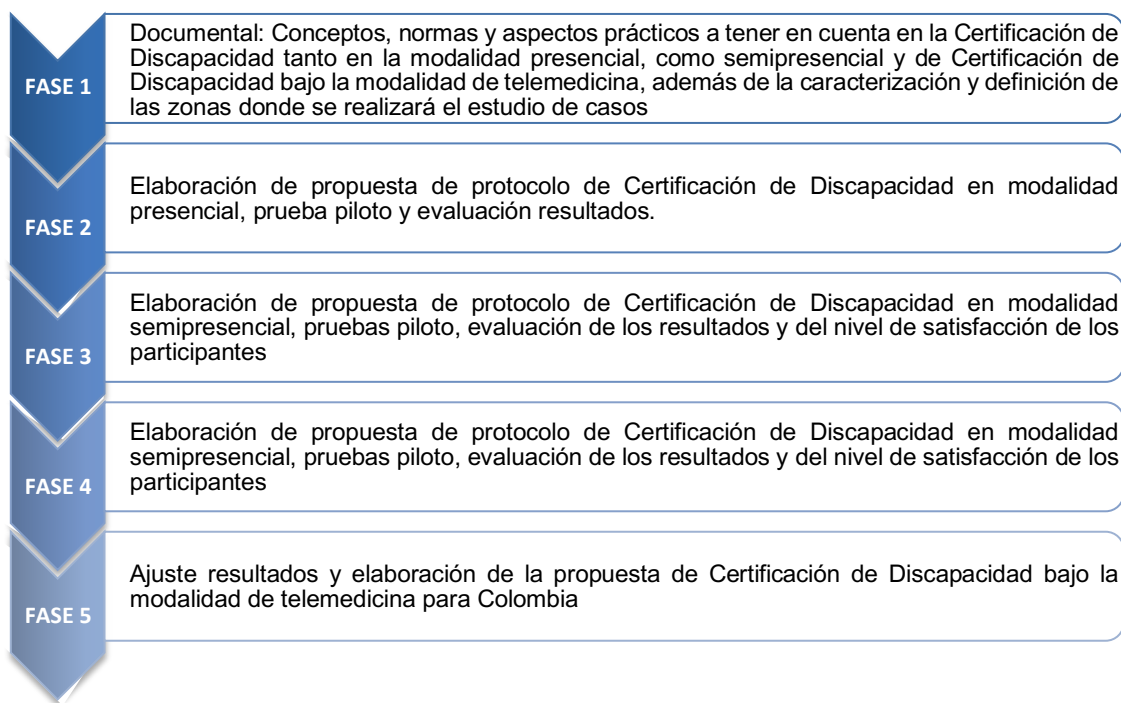 FASE 1
Documental: Conceptos, normas y aspectos prácticos a tener en cuenta en la Certificación de
Discapacidad tanto en la modalidad presencial, como semipresencial y de Certificación de
Discapacidad bajo la modalidad de telemedicina, además de la caracterización y definición de
las zonas donde se realizará el estudio de casos
FASE 2
Elaboración de propuesta de protocolo de Certificación de Discapacidad en modalidad
presencial, prueba piloto y evaluación resultados.
FASE 3
Elaboración de propuesta de protocolo de Certificación de Discapacidad en modalidad
semipresencial, pruebas piloto, evaluación de los resultados y del nivel de satisfacción de los
participantes
FASE 4
Elaboración de propuesta de protocolo de Certificación de Discapacidad en modalidad
semipresencial, pruebas piloto, evaluación de los resultados y del nivel de satisfacción de los
participantes
FASE 5
Ajuste resultados y elaboración de la propuesta de Certificación de Discapacidad bajo la
modalidad de telemedicina para Colombia